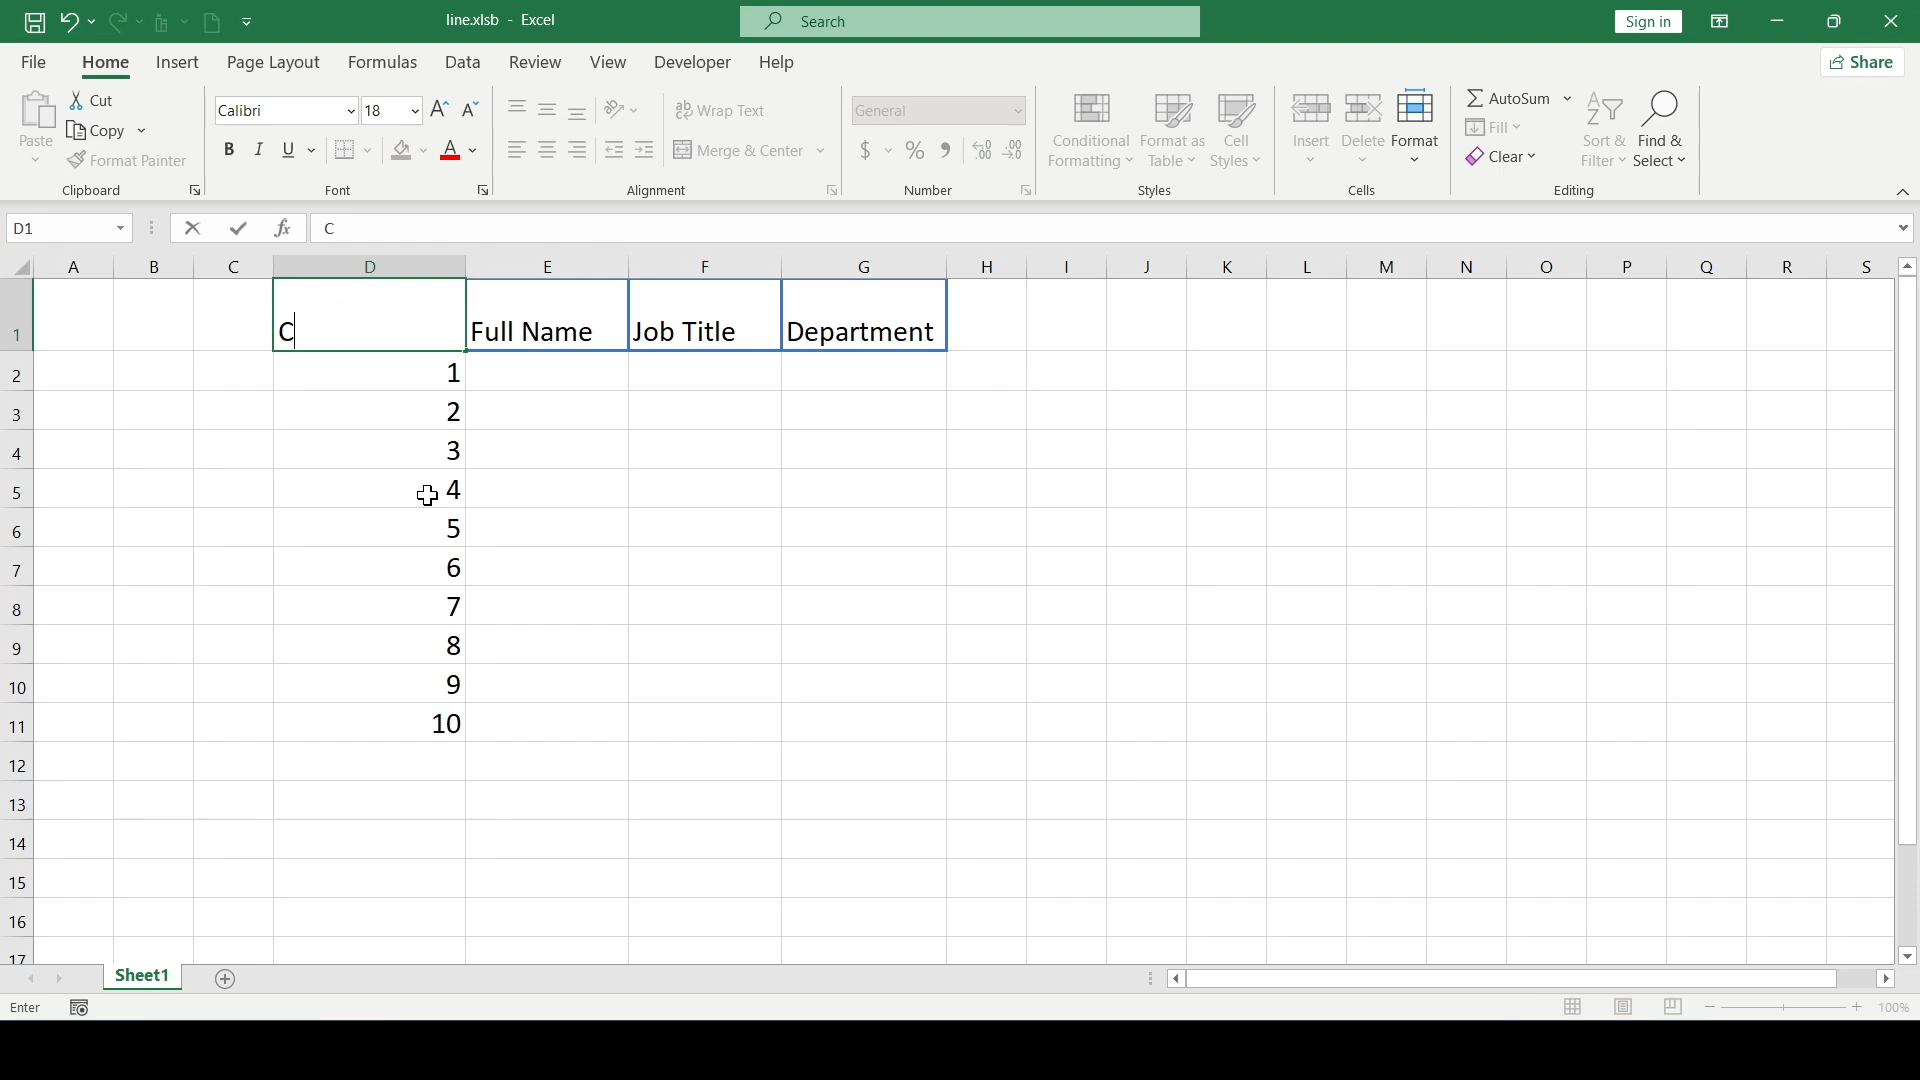 line.xlsb - Excel
Search
Sign in
File Home Insert Page Layout Formulas Data Developer Review View Help
Share
Paste
Cut
Copy
Format Painter
Clipboard
Calibri 18
B I U
Font
Wrap Text
Merge & Center
Alignment
General
$ % 9
Number
Conditional Formatting
Format as Table
Cell Styles
Styles
Insert
Delete
Format
Cells
AutoSum
Fill
Clear
Sort & Filter
Find & Select
Editing
D1
fx
C
A B C D E F G H I J K L M N O P Q R S
1 C Full Name Job Title Department
2 1
3 2
4 3
5 4
6 5
7 6
8 7
9 8
10 9
11 10
12
13
14
15
16
17
Sheet1
Enter
100%